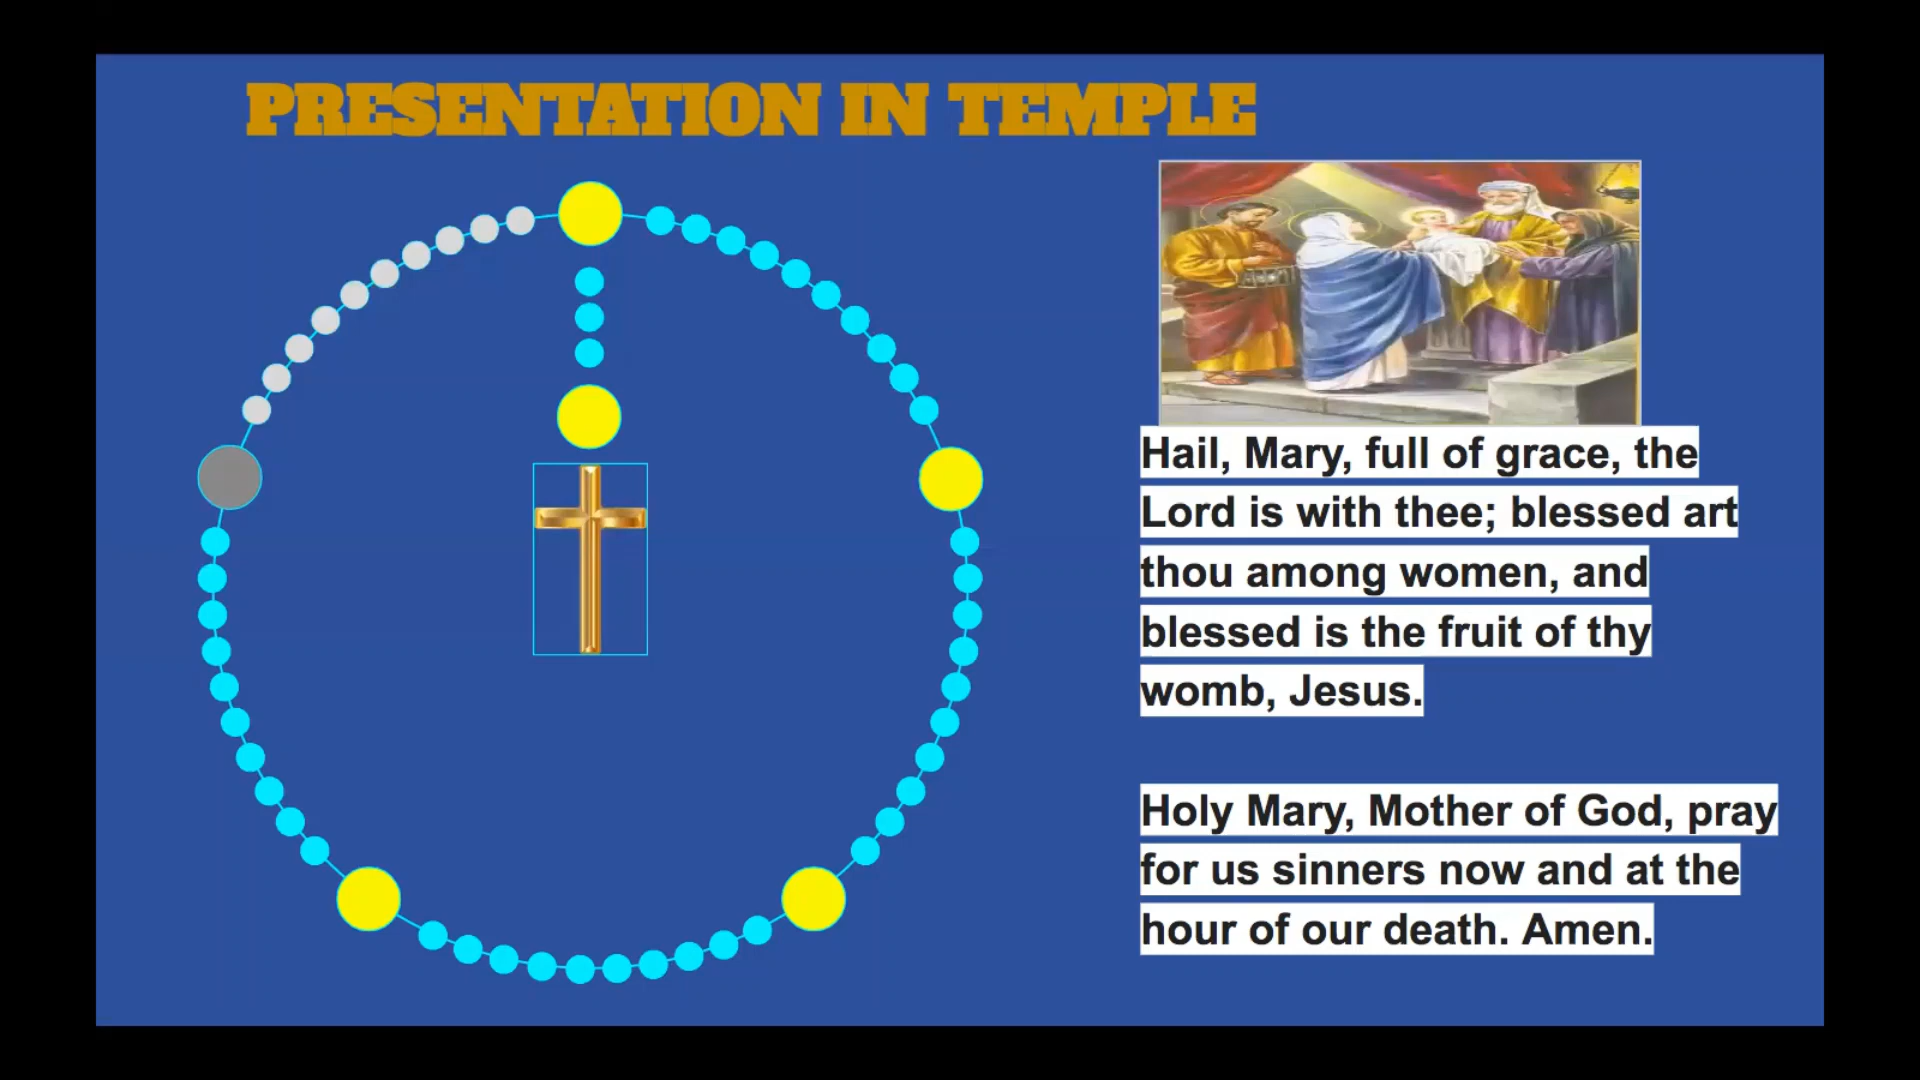 PRESENTATION IN TEMPLE
Hail, Mary, full of grace, the
Lord is with thee; blessed art
thou among women, and
blessed is the fruit of thy
womb, Jesus.
Holy Mary, Mother of God, pray
for us sinners now and at the
hour of our death. Amen.